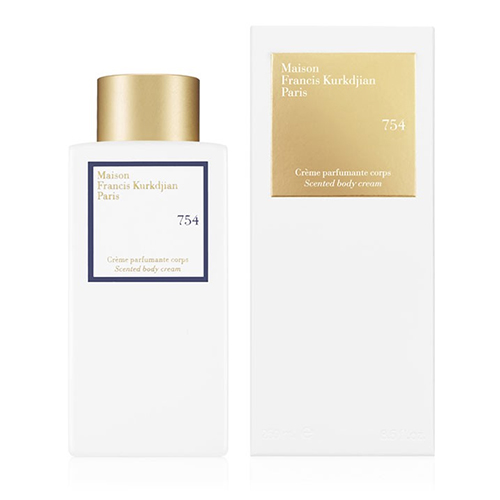 Maison
Francis Kurkdjian
Paris
754
Crème parfumante corps
Scented body cream
Maison
Francis Kurkdjian
Paris
754
Crème parfumante corps
Scented body cream